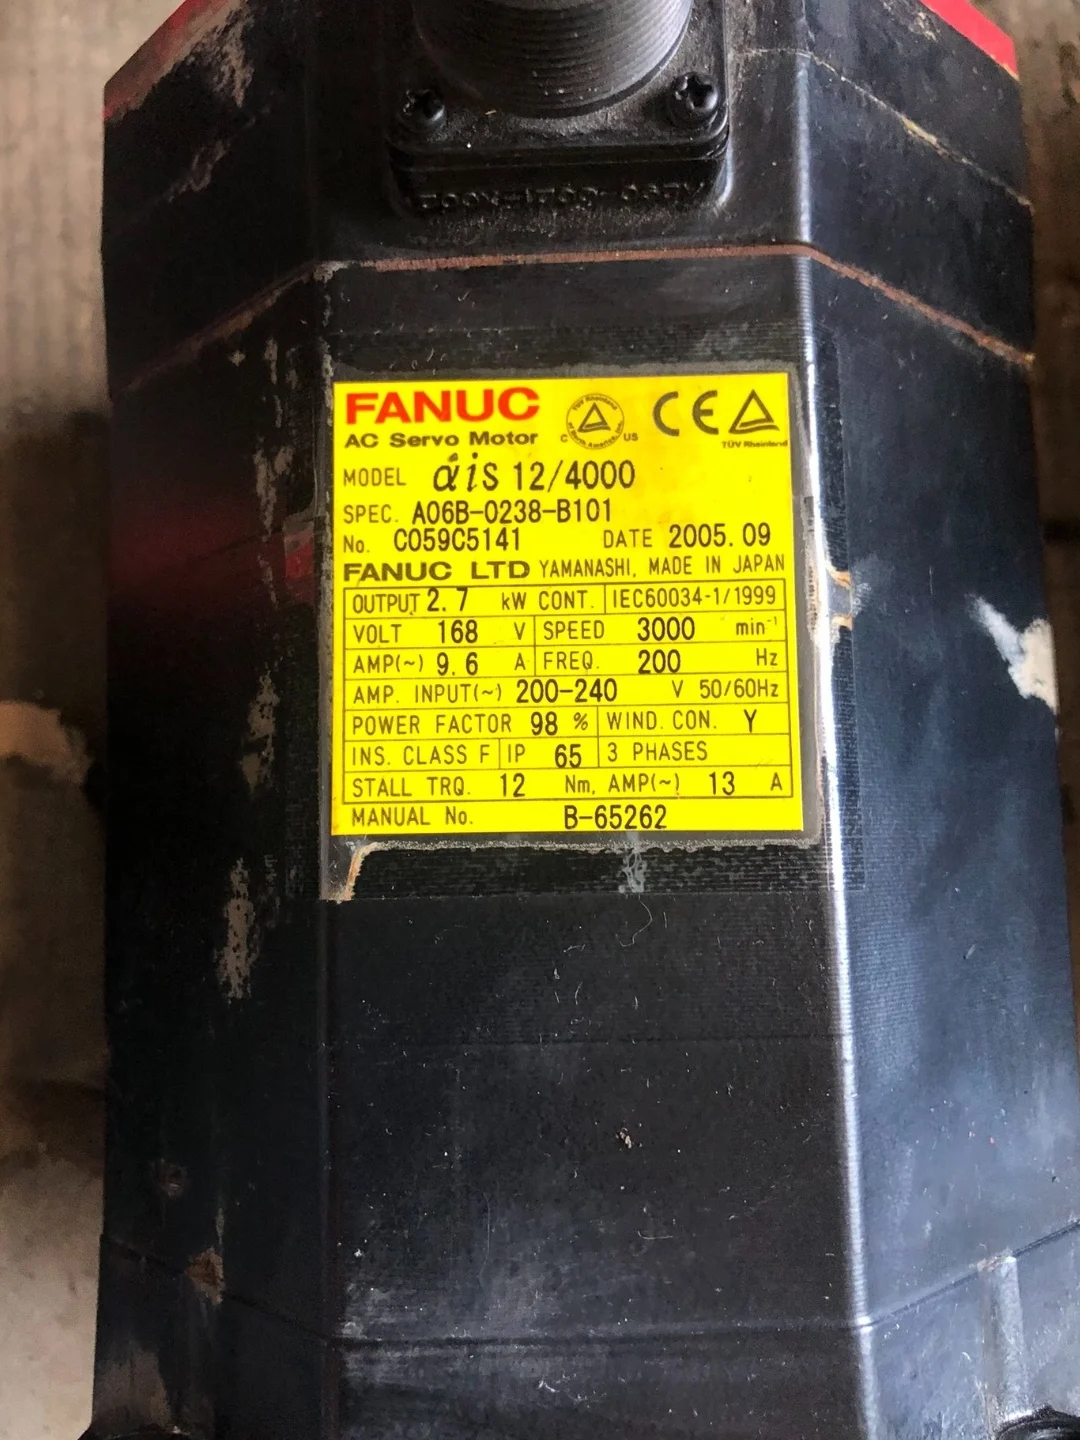 FANUC
AC Servo Motor
C US
TÜV Rheinland
MODEL αiS 12/4000
SPEC. A06B-0238-B101
No. C059C5141 DATE 2005.09
FANUC LTD YAMANASHI, MADE IN JAPAN
OUTPUT 2.7 kW CONT. IEC60034-1/1999
VOLT 168 V SPEED 3000 min⁻¹
AMP(~) 9.6 A FREQ. 200 Hz
AMP. INPUT(~) 200-240 V 50/60Hz
POWER FACTOR 98 % WIND. CON. Y
INS. CLASS F IP 65 3 PHASES
STALL TRQ. 12 Nm, AMP(~) 13 A
MANUAL No. B-65262